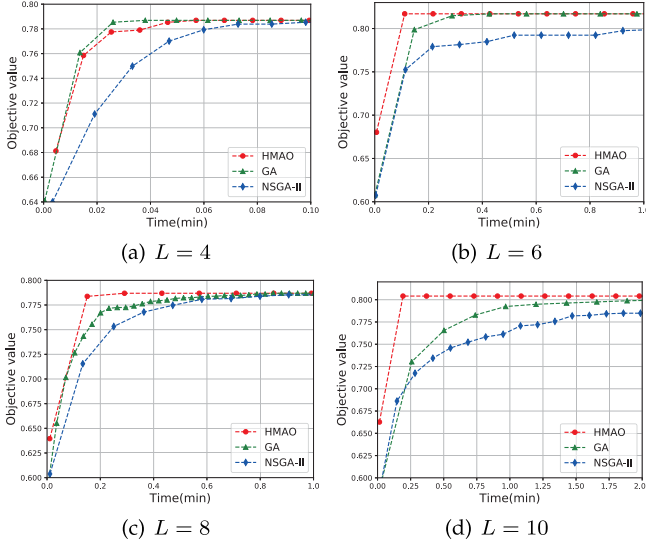 0.80
0.78
0.76
0.74
0.72
0.70
0.68
0.66
0.64
Objective value
0.00 0.02 0.04 0.06 0.08 0.10
Time(min)
HMAO
GA
NSGA-II
(a) L = 4
0.80
0.75
0.70
0.65
0.60
Objective value
0.0 0.2 0.4 0.6 0.8 1.0
Time(min)
HMAO
GA
NSGA-II
(b) L = 6
0.800
0.775
0.750
0.725
0.700
0.675
0.650
0.625
0.600
Objective value
0.0 0.2 0.4 0.6 0.8 1.0
Time(min)
HMAO
GA
NSGA-II
(c) L = 8
0.800
0.775
0.750
0.725
0.700
0.675
0.650
0.625
0.600
Objective value
0.00 0.25 0.50 0.75 1.00 1.25 1.50 1.75 2.00
Time(min)
HMAO
GA
NSGA-II
(d) L = 10